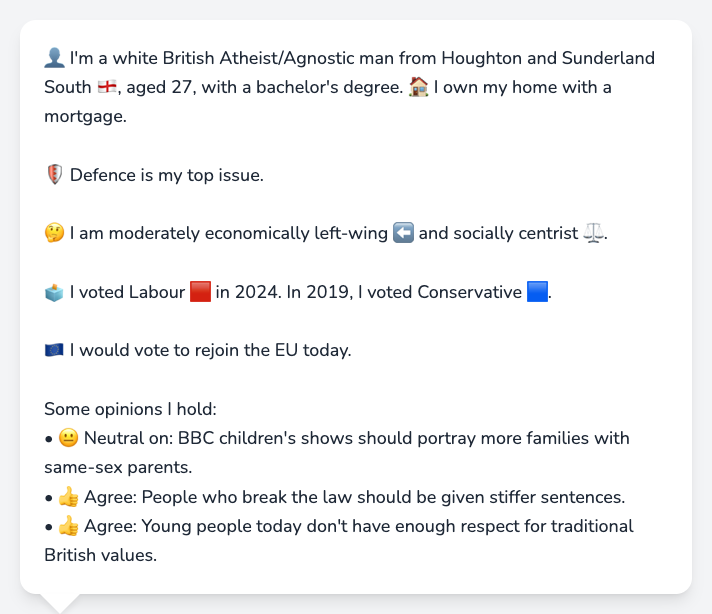 👤 I'm a white British Atheist/Agnostic man from Houghton and Sunderland
South 🏴󠁧󠁢󠁥󠁮󠁧󠁿, aged 27, with a bachelor's degree. 🏠 I own my home with a
mortgage.
🛡️ Defence is my top issue.
🤔 I am moderately economically left-wing ⬅️ and socially centrist ⚖️.
🗳️ I voted Labour 🟥 in 2024. In 2019, I voted Conservative 🟦.
🇪🇺 I would vote to rejoin the EU today.
Some opinions I hold:
• 😐 Neutral on: BBC children's shows should portray more families with
same-sex parents.
• 👍 Agree: People who break the law should be given stiffer sentences.
• 👍 Agree: Young people today don't have enough respect for traditional
British values.